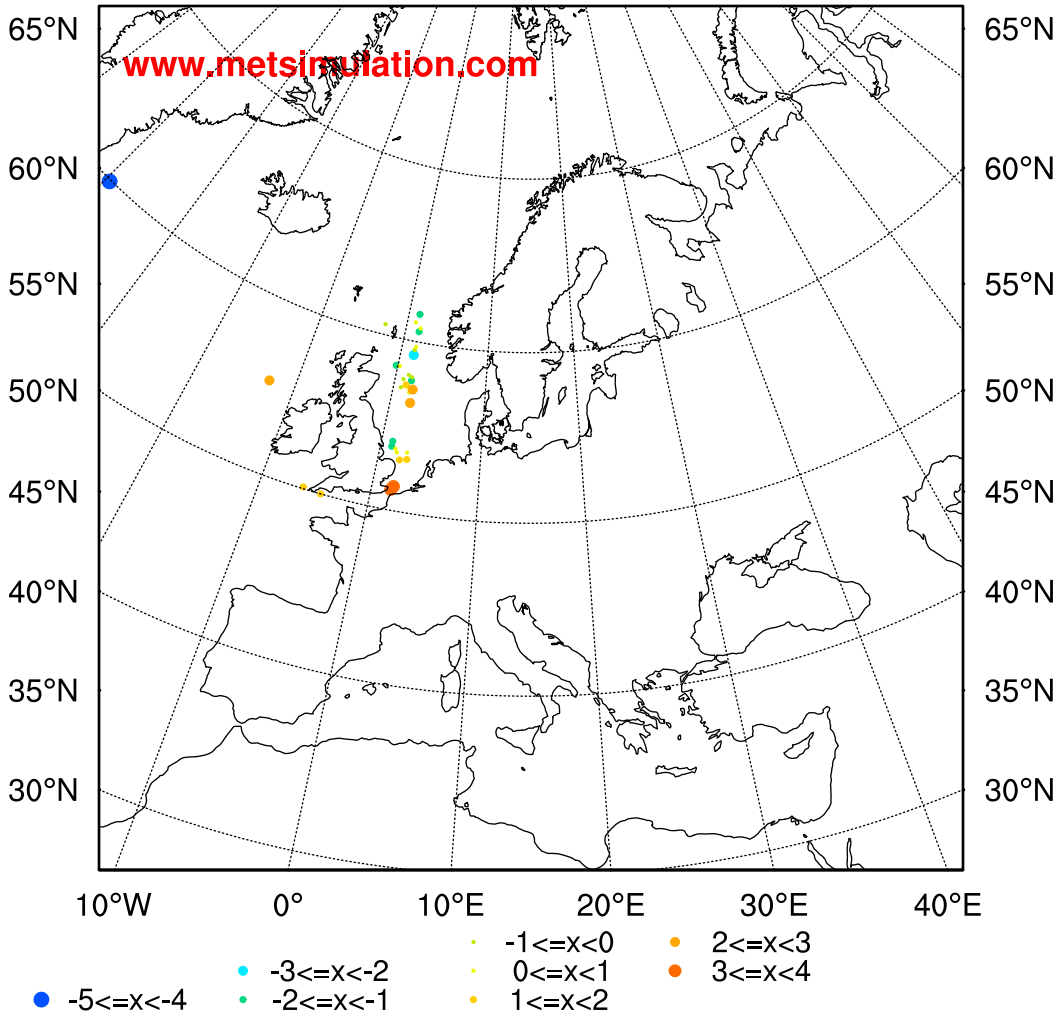 65°N 65°N
www.metsimulation.com
60°N 60°N
55°N 55°N
50°N 50°N
45°N 45°N
40°N 40°N
35°N 35°N
30°N 30°N
10°W 0° 10°E 20°E 30°E 40°E
-1<=x<0 2<=x<3
-3<=x<-2 0<=x<1 3<=x<4
-5<=x<-4 -2<=x<-1 1<=x<2